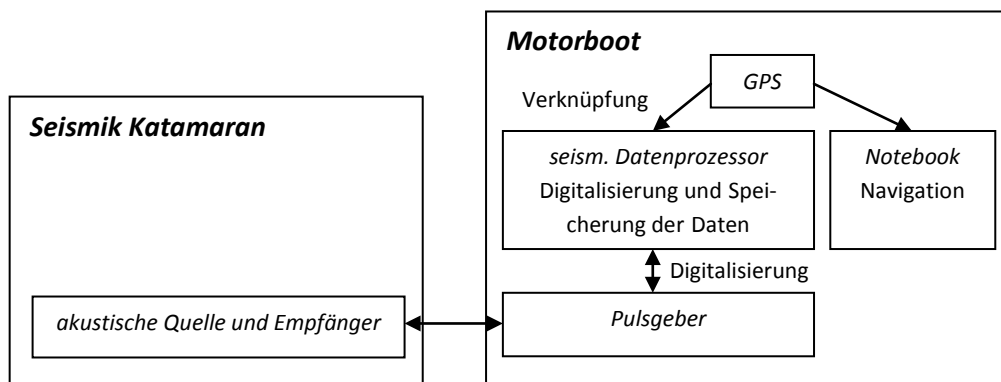 Motorboot
GPS
Verknüpfung
Seismik Katamaran
seism. Datenprozessor
Digitalisierung und Spei-
cherung der Daten
Notebook
Navigation
Digitalisierung
akustische Quelle und Empfänger
Pulsgeber